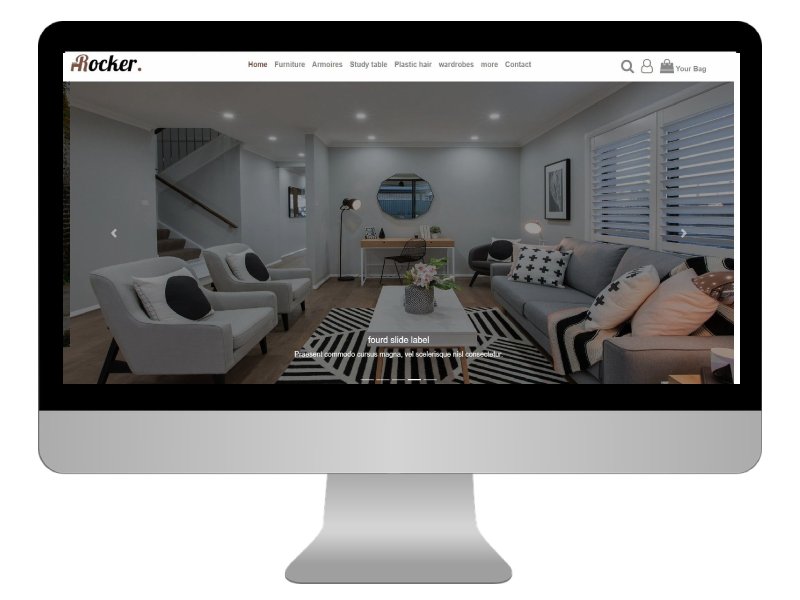 Rocker.
Home Furniture Armoires Study table Plastic hair wardrobes more Contact
Your Bag
fourd slide label
Praesent commodo cursus magna, vel scelerisque nisl consectetur.